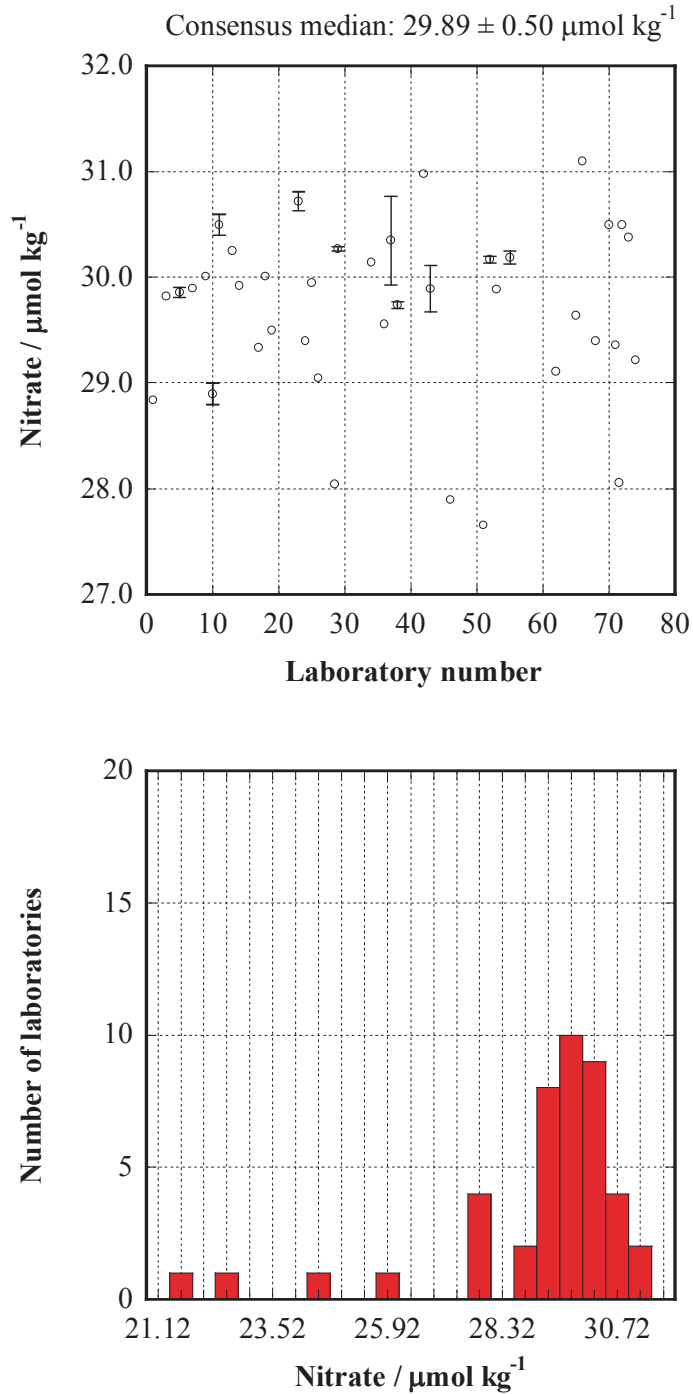 Consensus median: 29.89 ± 0.50 μmol kg⁻¹
32.0
31.0
30.0
29.0
28.0
27.0
Nitrate / μmol kg⁻¹
0 10 20 30 40 50 60 70 80
Laboratory number
20
15
10
5
0
Number of laboratories
21.12 23.52 25.92 28.32 30.72
Nitrate / μmol kg⁻¹